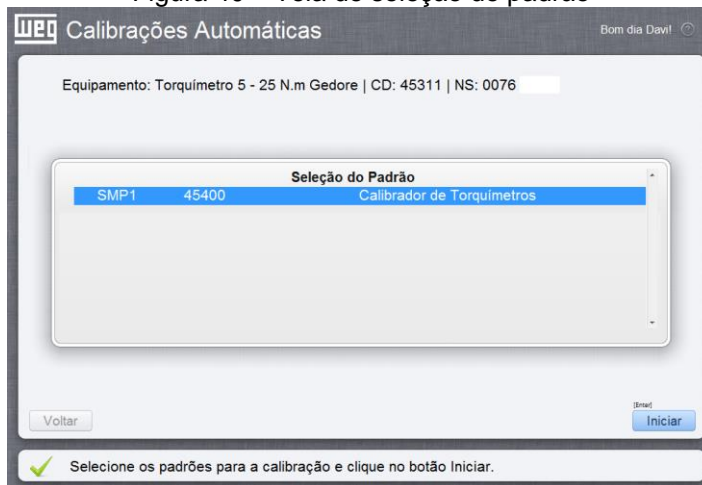 WEG Calibrações Automáticas
Bom dia Davi!
Equipamento: Torquímetro 5 - 25 N.m Gedore | CD: 45311 | NS: 0076
Seleção do Padrão
SMP1 45400 Calibrador de Torquímetros
[Enter]
Voltar
Iniciar
Selecione os padrões para a calibração e clique no botão Iniciar.